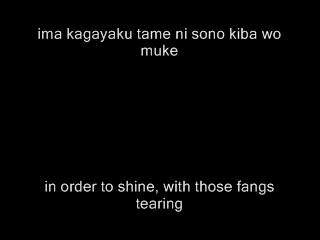 ima kagayaku tame ni sono kiba wo
muke
in order to shine, with those fangs
tearing